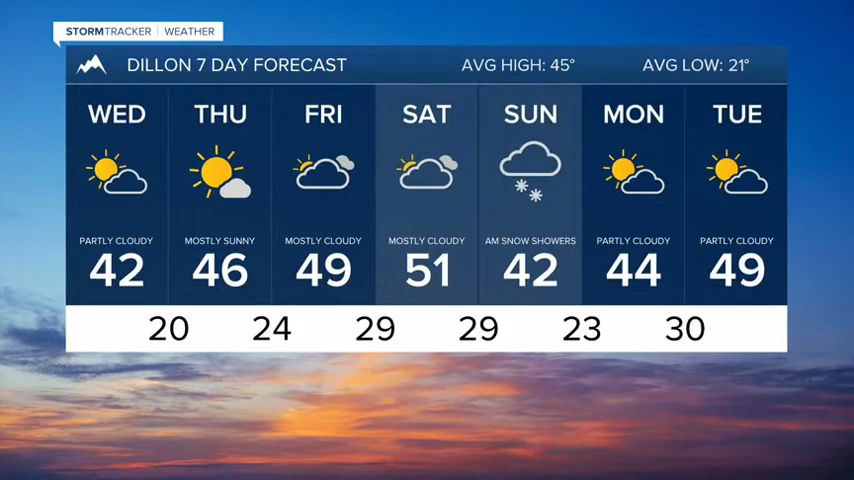 STORMTRACKER | WEATHER
DILLON 7 DAY FORECAST AVG HIGH: 45° AVG LOW: 21°
WED THU FRI SAT SUN MON TUE
PARTLY CLOUDY MOSTLY SUNNY MOSTLY CLOUDY MOSTLY CLOUDY AM SNOW SHOWERS PARTLY CLOUDY PARTLY CLOUDY
42 46 49 51 42 44 49
20 24 29 29 23 30